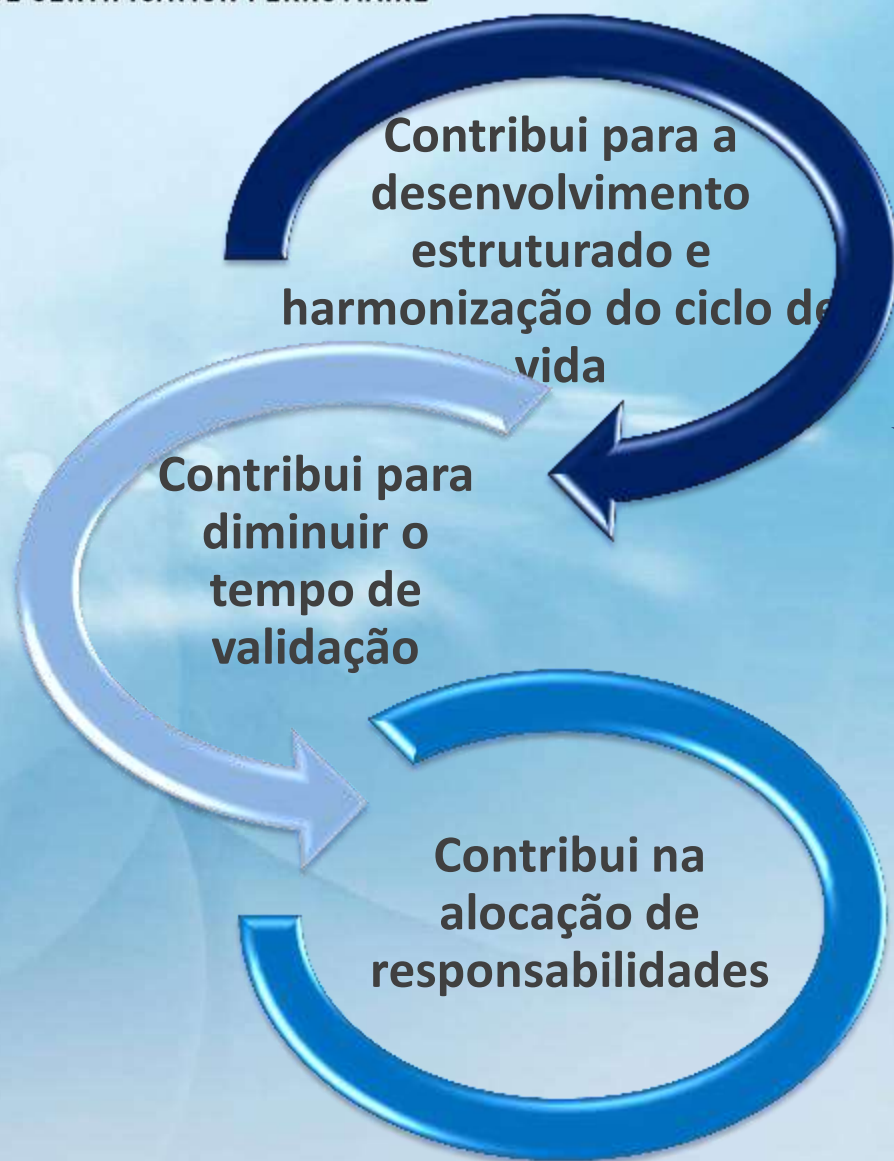 Contribui para a
desenvolvimento
estruturado e
harmonização do ciclo de
vida
Contribui para
diminuir o
tempo de
validação
Contribui na
alocação de
responsabilidades